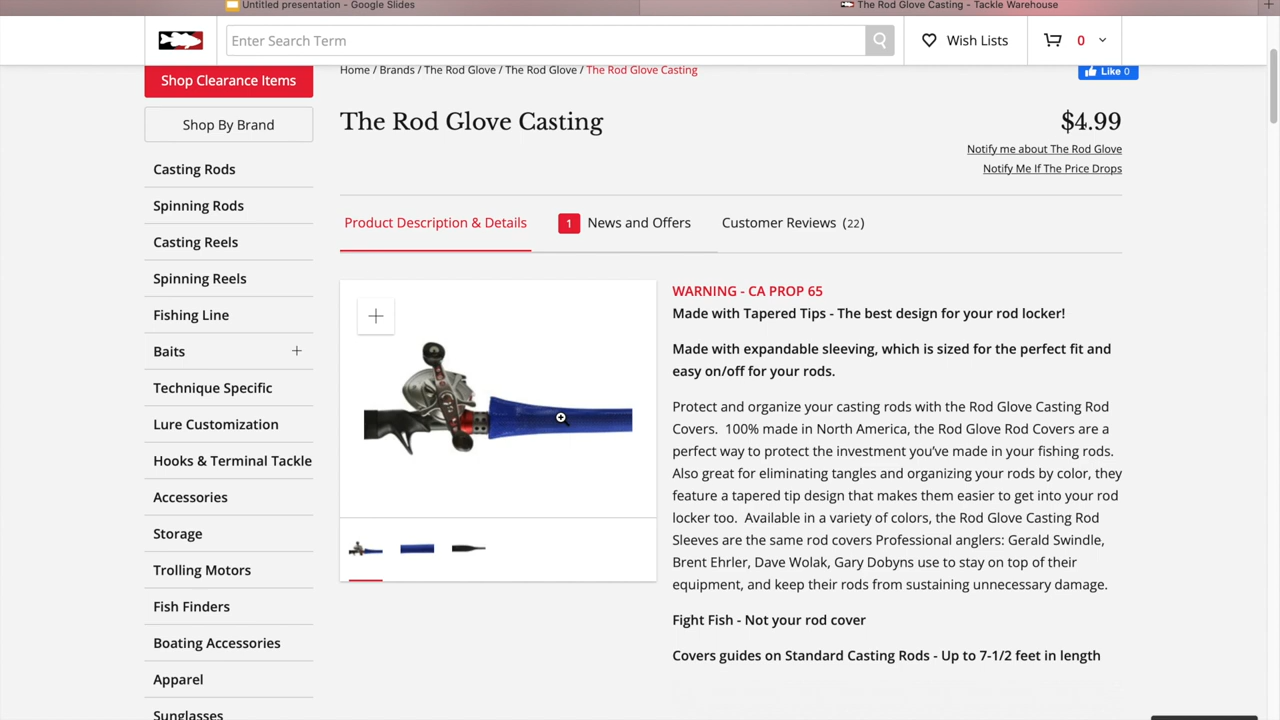 Untitled presentation - Google Slides
The Rod Glove Casting - Tackle Warehouse
Enter Search Term
Wish Lists
0
Shop Clearance Items
Home / Brands / The Rod Glove / The Rod Glove / The Rod Glove Casting
Like 0
Shop By Brand
The Rod Glove Casting
$4.99
Notify me about The Rod Glove
Notify Me If The Price Drops
Casting Rods
Spinning Rods
Casting Reels
Spinning Reels
Fishing Line
Baits
Technique Specific
Lure Customization
Hooks & Terminal Tackle
Accessories
Storage
Trolling Motors
Fish Finders
Boating Accessories
Apparel
Sunglasses
Product Description & Details
1 News and Offers
Customer Reviews (22)
WARNING - CA PROP 65
Made with Tapered Tips - The best design for your rod locker!
Made with expandable sleeving, which is sized for the perfect fit and
easy on/off for your rods.
Protect and organize your casting rods with the Rod Glove Casting Rod
Covers. 100% made in North America, the Rod Glove Rod Covers are a
perfect way to protect the investment you've made in your fishing rods.
Also great for eliminating tangles and organizing your rods by color, they
feature a tapered tip design that makes them easier to get into your rod
locker too. Available in a variety of colors, the Rod Glove Casting Rod
Sleeves are the same rod covers Professional anglers: Gerald Swindle,
Brent Ehrler, Dave Wolak, Gary Dobyns use to stay on top of their
equipment, and keep their rods from sustaining unnecessary damage.
Fight Fish - Not your rod cover
Covers guides on Standard Casting Rods - Up to 7-1/2 feet in length